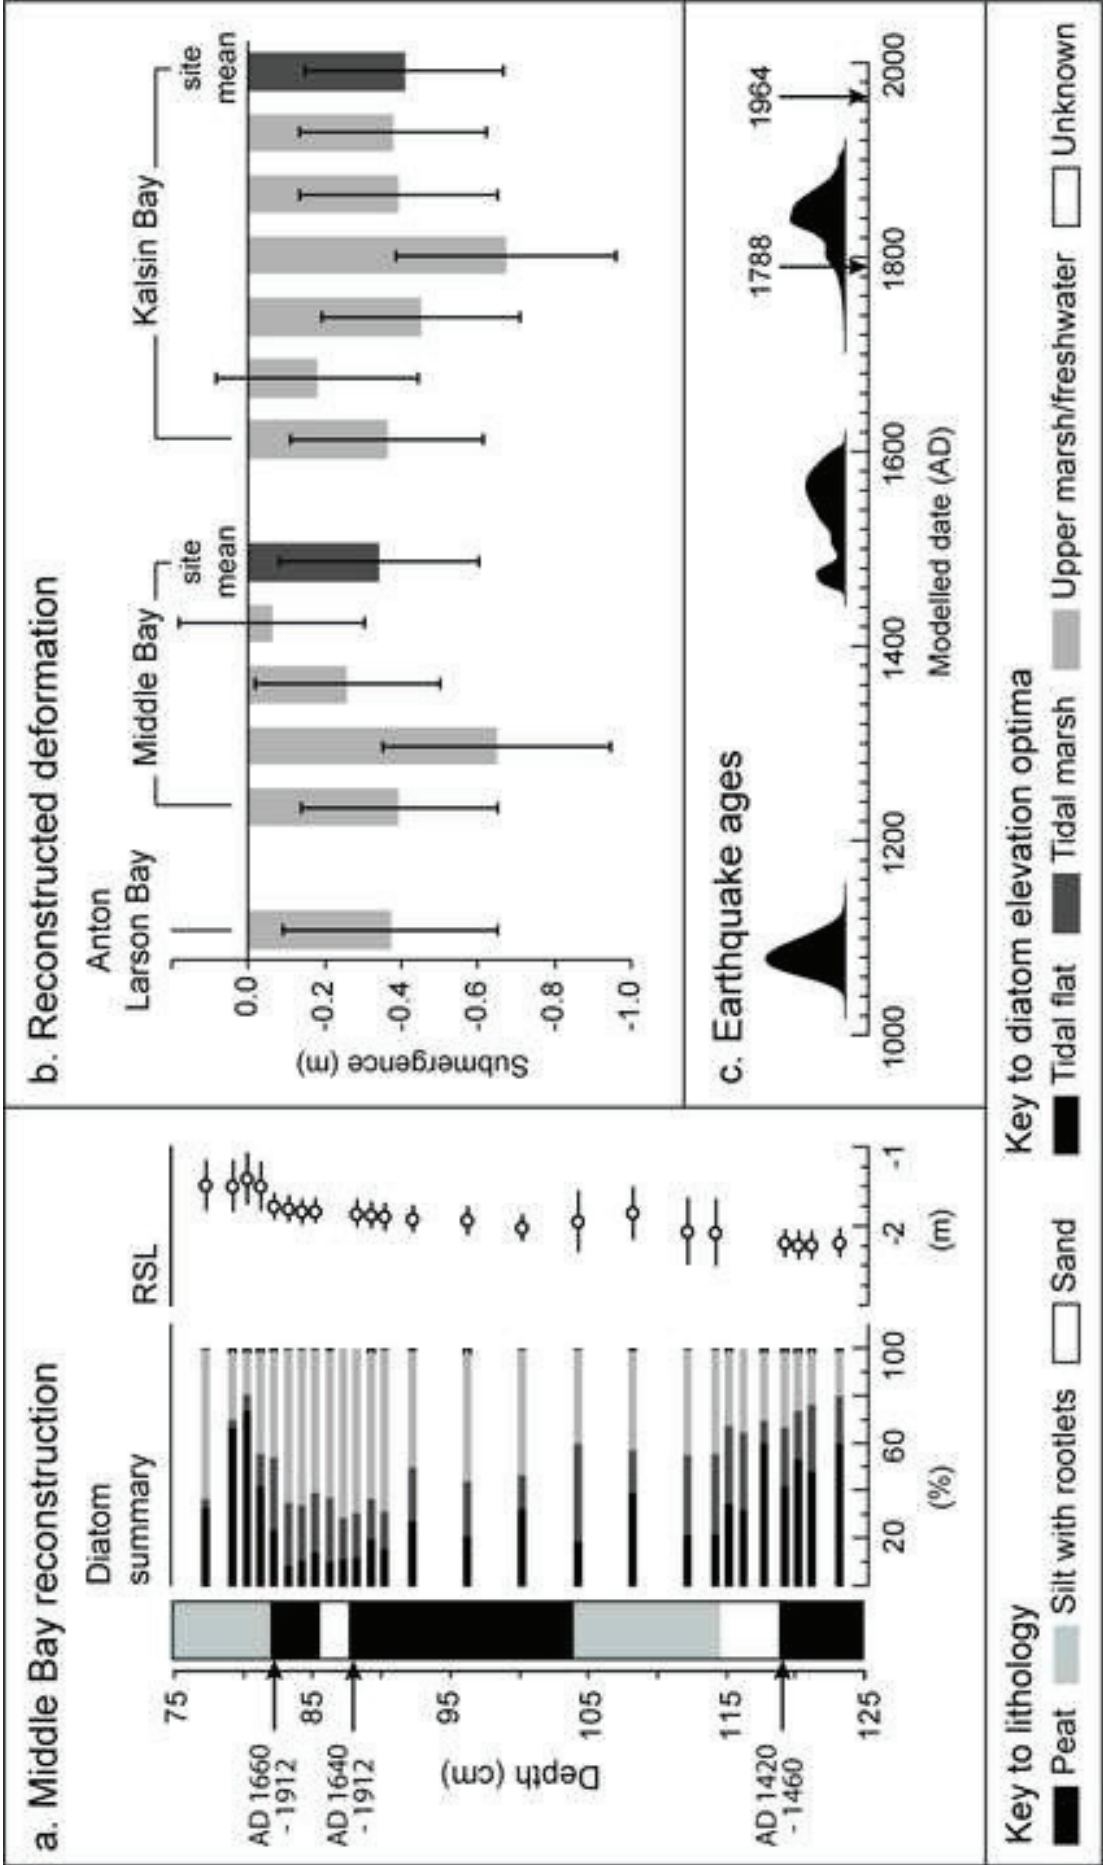 a. Middle Bay reconstruction
Diatom
summary
RSL
75
85
95
105
115
125
Depth (cm)
AD 1660
- 1912
AD 1640
- 1912
AD 1420
- 1460
20
60
100
(%)
-2
-1
(m)
b. Reconstructed deformation
Anton
Larson Bay
Middle Bay
site
mean
Kalsin Bay
site
mean
0.0
-0.2
-0.4
-0.6
-0.8
-1.0
Submergence (m)
c. Earthquake ages
1788
1964
1000
1200
1400
1600
1800
2000
Modelled date (AD)
Key to lithology
Peat
Silt with rootlets
Sand
Key to diatom elevation optima
Tidal flat
Tidal marsh
Upper marsh/freshwater
Unknown